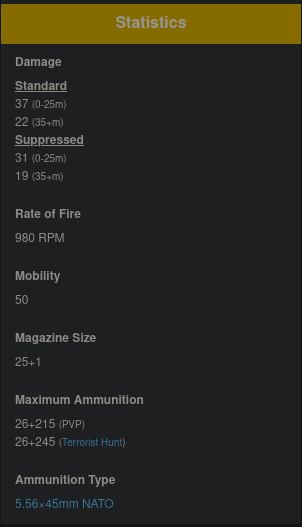 Statistics
Damage
Standard
37 (0-25m)
22 (35+m)
Suppressed
31 (0-25m)
19 (35+m)
Rate of Fire
980 RPM
Mobility
50
Magazine Size
25+1
Maximum Ammunition
26+215 (PVP)
26+245 (Terrorist Hunt)
Ammunition Type
5.56×45mm NATO